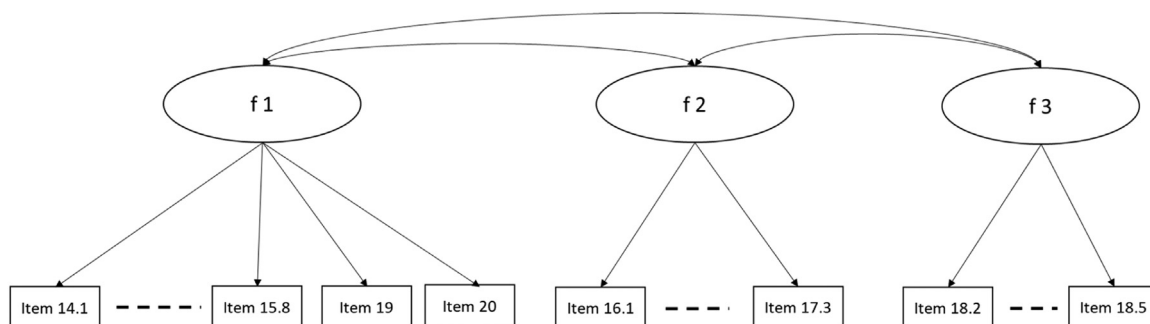 f 1
f 2
f 3
Item 14.1
Item 15.8
Item 19
Item 20
Item 16.1
Item 17.3
Item 18.2
Item 18.5